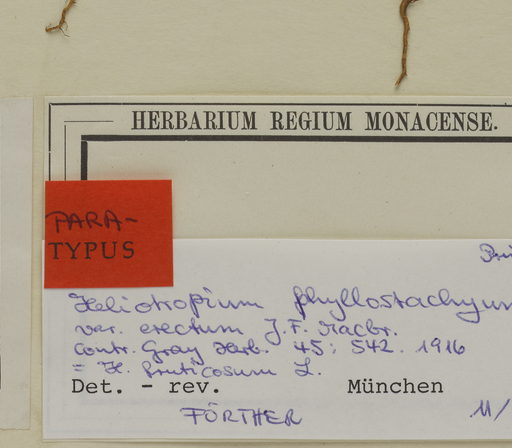 HERBARIUM REGIUM MONACENSE.
PARA-
TYPUS
Heliotropium phyllostachyum
var. erectum J.F. Macbr.
Contr. Gray Herb. 45: 542. 1916
= H. fruticosum L.
Det. - rev. München
FÖRTHER 11/